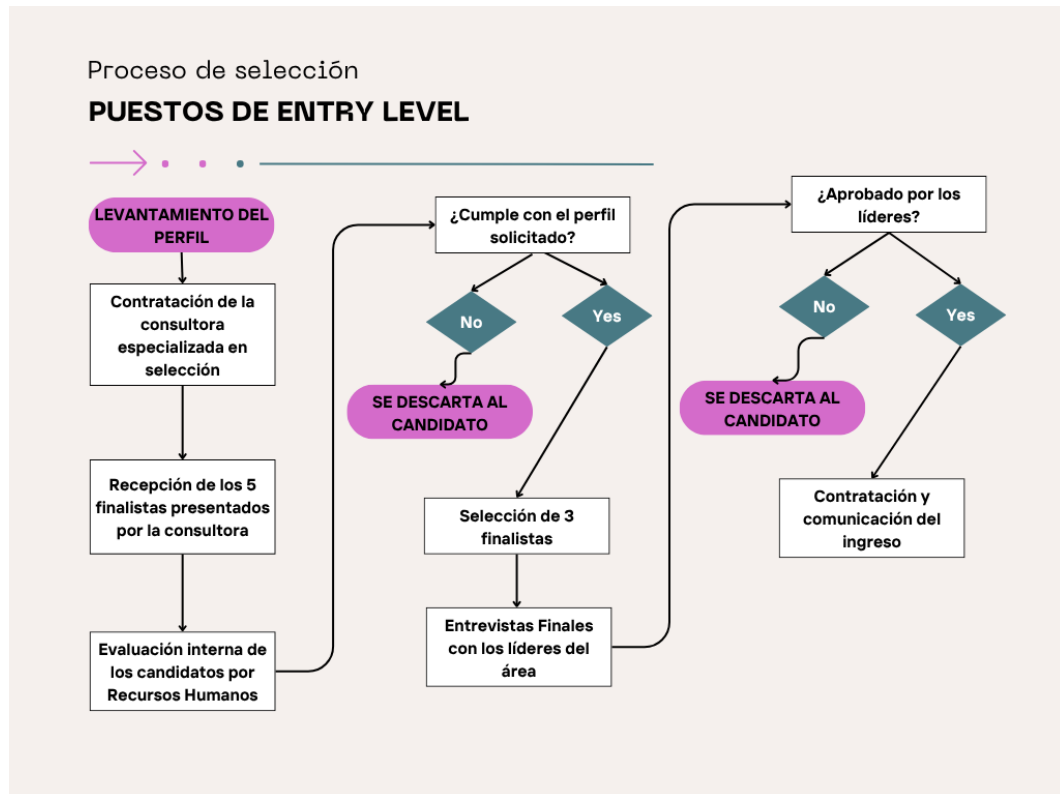 Proceso de selección
PUESTOS DE ENTRY LEVEL
LEVANTAMIENTO DEL
PERFIL
Contratación de la
consultora
especializada en
selección
Recepción de los 5
finalistas presentados
por la consultora
Evaluación interna de
los candidatos por
Recursos Humanos
¿Cumple con el perfil
solicitado?
No
Yes
SE DESCARTA AL
CANDIDATO
Selección de 3
finalistas
Entrevistas Finales
con los líderes del
área
¿Aprobado por los
líderes?
No
Yes
SE DESCARTA AL
CANDIDATO
Contratación y
comunicación del
ingreso